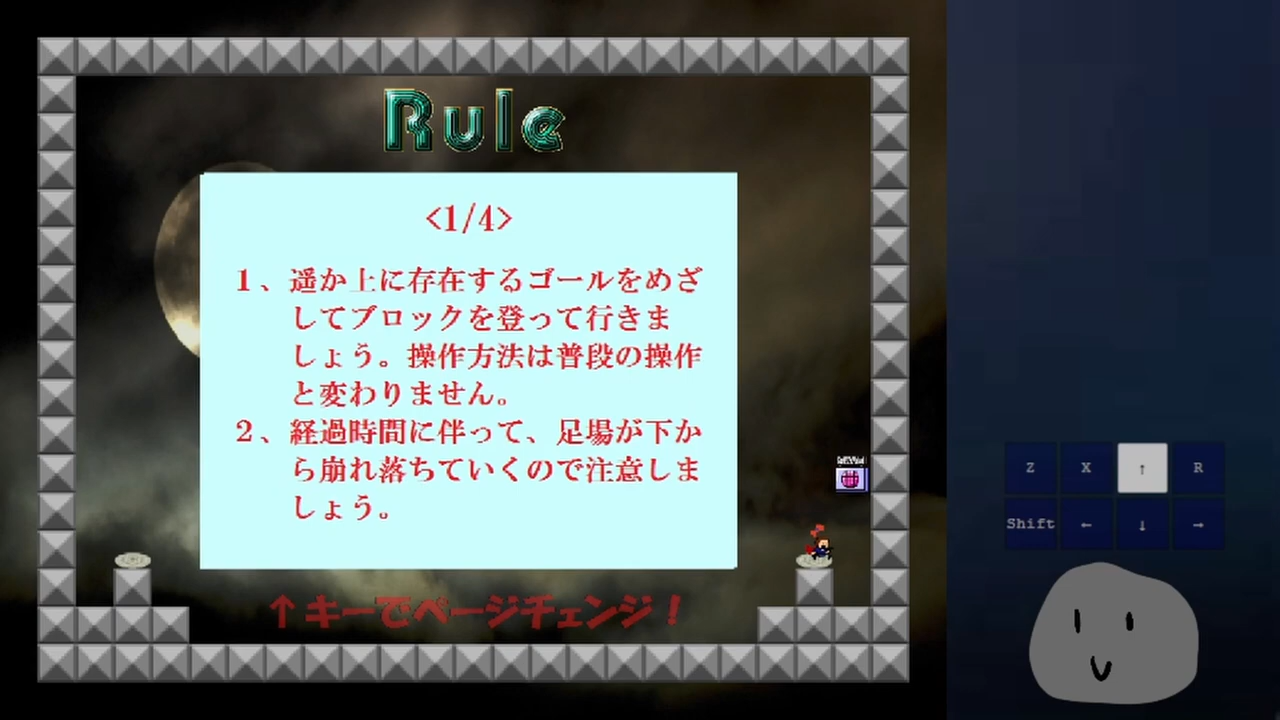 Rule
<1/4>
１、遥か上に存在するゴールをめざ
してブロックを登って行きま
しょう。操作方法は普段の操作
と変わりません。
２、経過時間に伴って、足場が下か
ら崩れ落ちていくので注意しま
しょう。
↑キーでページチェンジ！
Z X ↑ R
Shift ← ↓ →